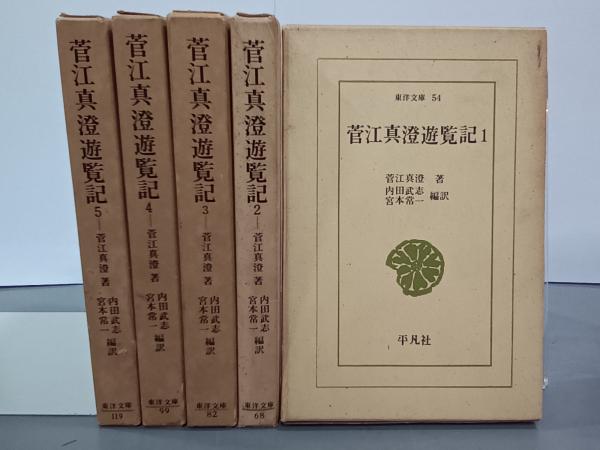 菅江真澄遊覧記
5
菅江真澄 著
内田武志
宮本常一
編訳
東洋文庫
119
菅江真澄遊覧記
4
菅江真澄 著
内田武志
宮本常一
編訳
東洋文庫
99
菅江真澄遊覧記
3
菅江真澄 著
内田武志
宮本常一
編訳
東洋文庫
82
菅江真澄遊覧記
2
菅江真澄 著
内田武志
宮本常一
編訳
東洋文庫
68
東洋文庫 54
菅江真澄遊覧記1
菅江真澄 著
内田武志
宮本常一
編訳
平凡社